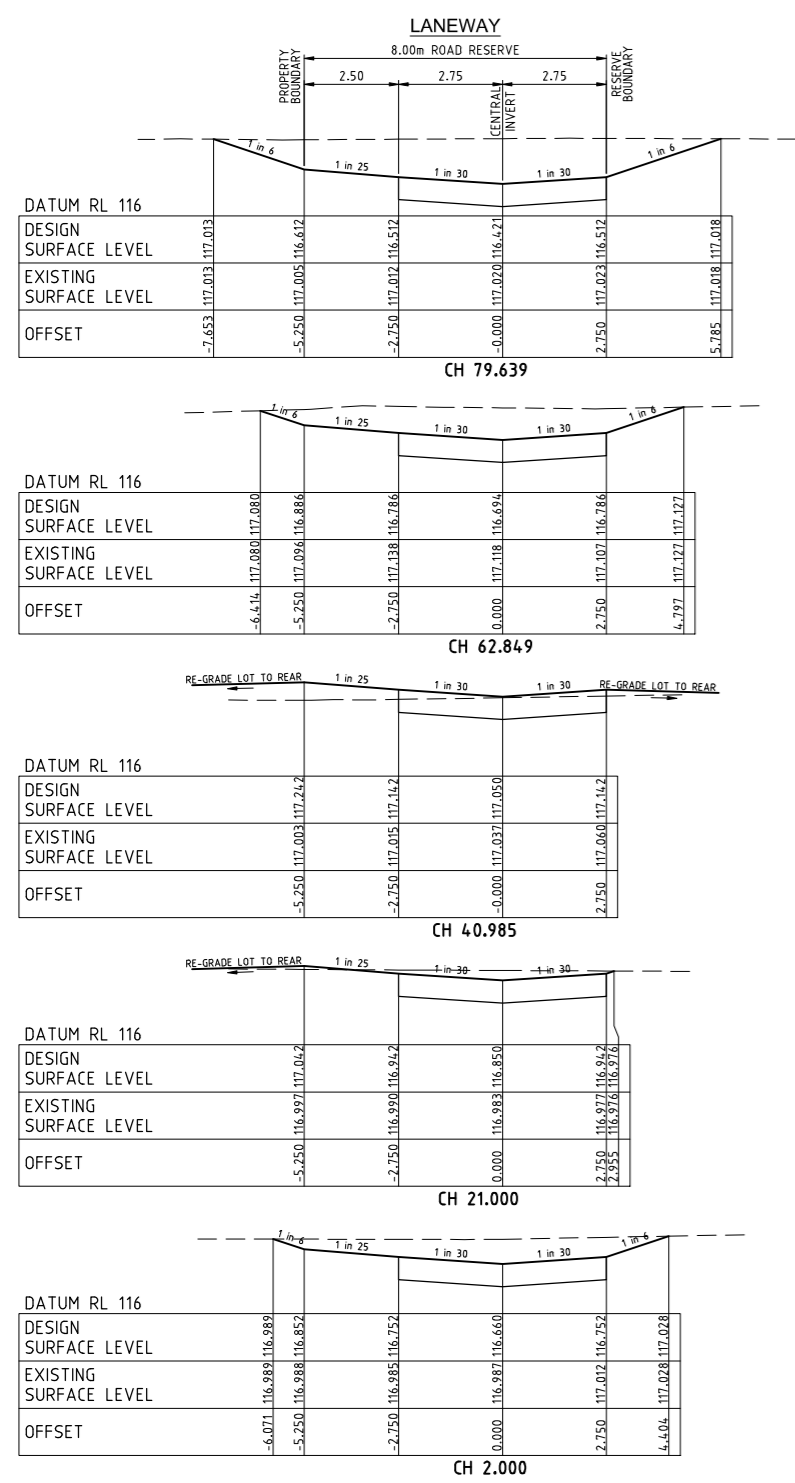 LANEWAY
8.00m ROAD RESERVE
PROPERTY
BOUNDARY
RESERVE
BOUNDARY
2.50 2.75 2.75
CENTRAL
INVERT
1 in 6 1 in 25 1 in 30 1 in 30 1 in 6
DATUM RL 116
DESIGN
SURFACE LEVEL
117.013 116.612 116.512 116.421 116.512 117.018
EXISTING
SURFACE LEVEL
117.013 117.005 117.012 117.020 117.023 117.018
OFFSET
-7.653 -5.250 -2.750 -0.000 2.750 5.785
CH 79.639
1 in 6 1 in 25 1 in 30 1 in 30 1 in 6
DATUM RL 116
DESIGN
SURFACE LEVEL
117.080 116.886 116.786 116.694 116.786 117.127
EXISTING
SURFACE LEVEL
117.080 117.096 117.138 117.118 117.107 117.127
OFFSET
-6.414 -5.250 -2.750 0.000 2.750 4.797
CH 62.849
RE-GRADE LOT TO REAR 1 in 25 1 in 30 1 in 30 RE-GRADE LOT TO REAR
DATUM RL 116
DESIGN
SURFACE LEVEL
117.242 117.142 117.050 117.142
EXISTING
SURFACE LEVEL
117.003 117.015 117.037 117.060
OFFSET
-5.250 -2.750 -0.000 2.750
CH 40.985
RE-GRADE LOT TO REAR 1 in 25 1 in 30 1 in 30
DATUM RL 116
DESIGN
SURFACE LEVEL
117.042 116.942 116.850 116.942 116.976
EXISTING
SURFACE LEVEL
116.997 116.990 116.983 116.977 116.976
OFFSET
-5.250 -2.750 0.000 2.750 2.955
CH 21.000
1 in 6 1 in 25 1 in 30 1 in 30 1 in 6
DATUM RL 116
DESIGN
SURFACE LEVEL
116.989 116.852 116.752 116.660 116.752 117.028
EXISTING
SURFACE LEVEL
116.989 116.988 116.985 116.987 117.012 117.028
OFFSET
-6.071 -5.250 -2.750 0.000 2.750 4.404
CH 2.000